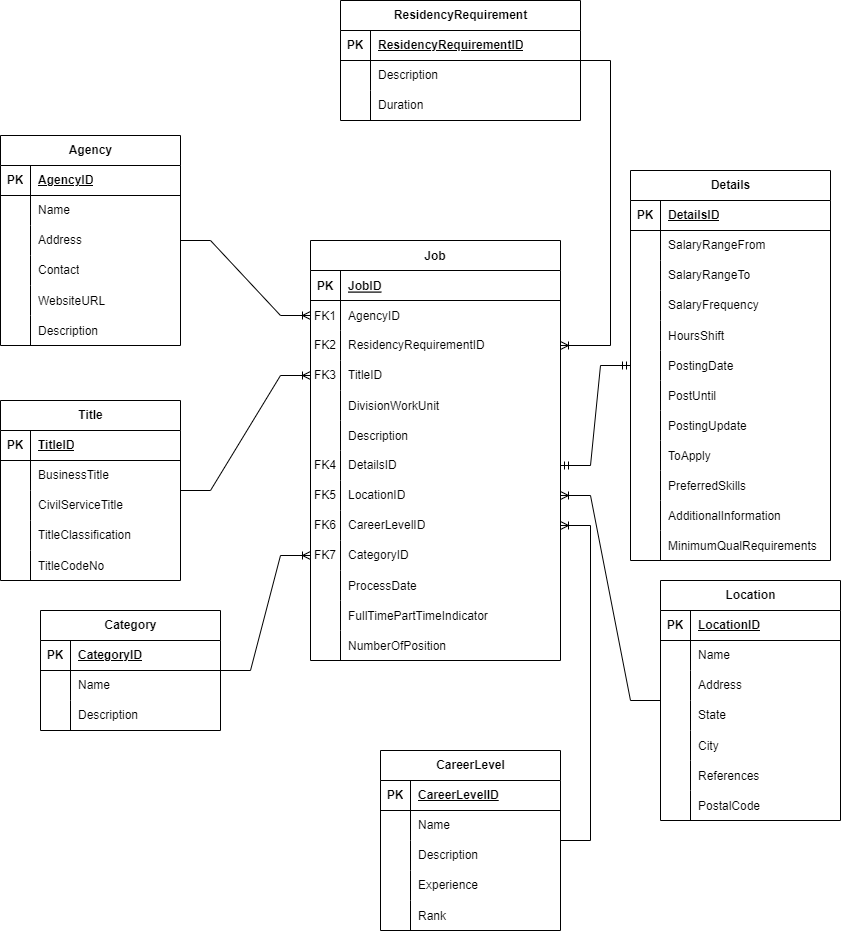 ResidencyRequirement
PK ResidencyRequirementID
Description
Duration
Agency
PK AgencyID
Name
Address
Contact
WebsiteURL
Description
Details
PK DetailsID
SalaryRangeFrom
SalaryRangeTo
SalaryFrequency
HoursShift
PostingDate
PostUntil
PostingUpdate
ToApply
PreferredSkills
AdditionalInformation
MinimumQualRequirements
Job
PK JobID
FK1 AgencyID
FK2 ResidencyRequirementID
FK3 TitleID
DivisionWorkUnit
Description
FK4 DetailsID
FK5 LocationID
FK6 CareerLevelID
FK7 CategoryID
ProcessDate
FullTimePartTimeIndicator
NumberOfPosition
Title
PK TitleID
BusinessTitle
CivilServiceTitle
TitleClassification
TitleCodeNo
Category
PK CategoryID
Name
Description
Location
PK LocationID
Name
Address
State
City
References
PostalCode
CareerLevel
PK CareerLevelID
Name
Description
Experience
Rank